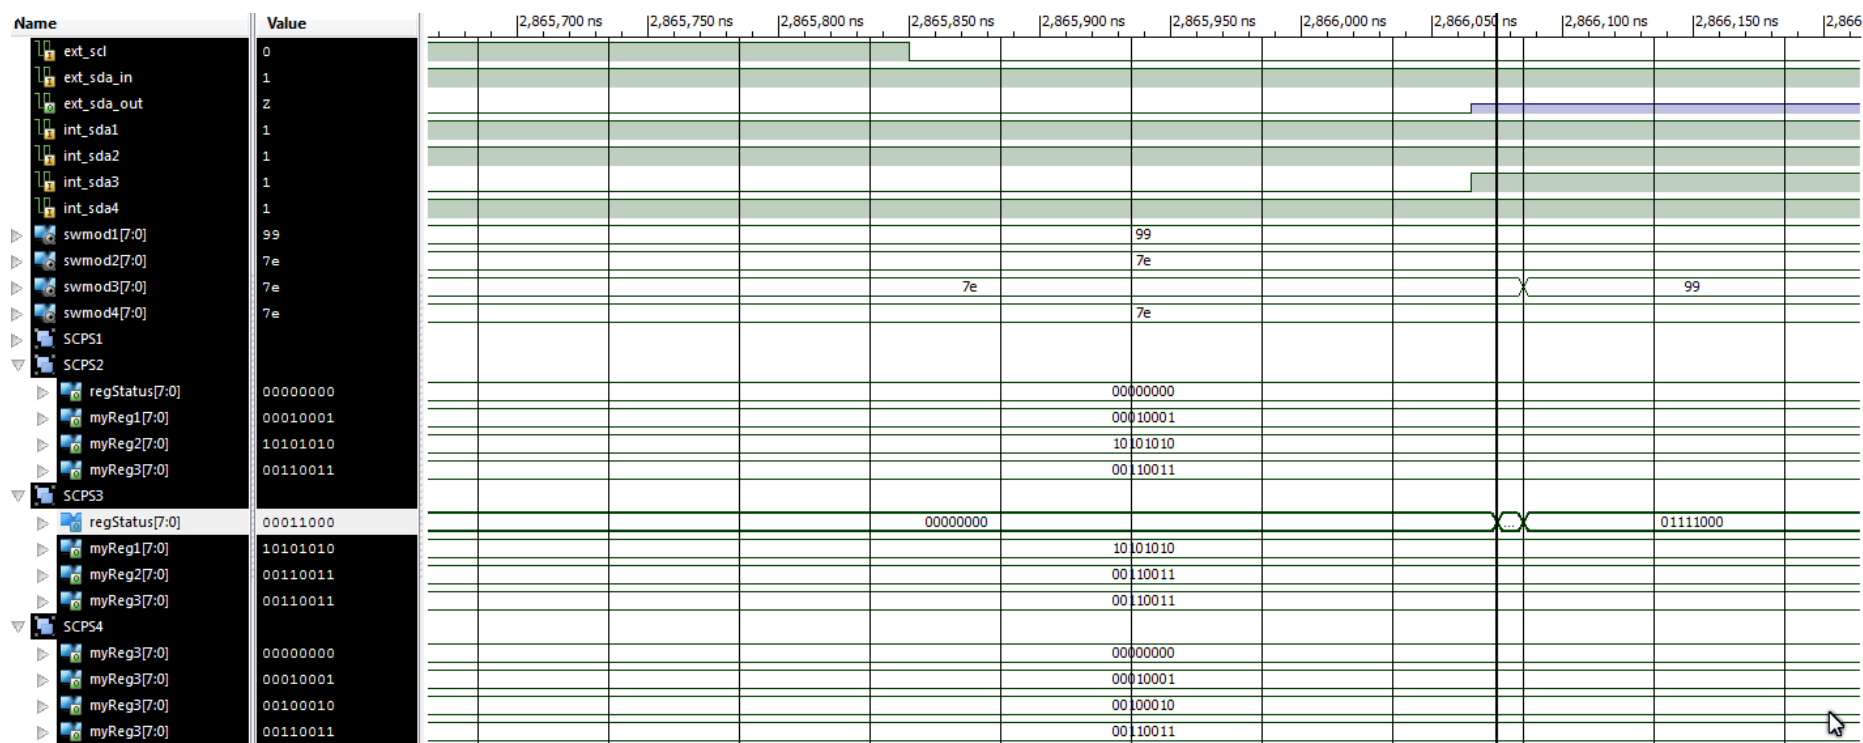 Name Value 2,865,700 ns 2,865,750 ns 2,865,800 ns 2,865,850 ns 2,865,900 ns 2,865,950 ns 2,866,000 ns 2,866,050 ns 2,866,100 ns 2,866,150 ns 2,866
ext_scl 0
ext_sda_in 1
ext_sda_out Z
int_sda1 1
int_sda2 1
int_sda3 1
int_sda4 1
swmod1[7:0] 99 99
swmod2[7:0] 7e 7e
swmod3[7:0] 7e 7e 99
swmod4[7:0] 7e 7e
SCPS1
SCPS2
regStatus[7:0] 00000000 00000000
myReg1[7:0] 00010001 00010001
myReg2[7:0] 10101010 10101010
myReg3[7:0] 00110011 00110011
SCPS3
regStatus[7:0] 00011000 00000000 ... 01111000
myReg1[7:0] 10101010 10101010
myReg2[7:0] 00110011 00110011
myReg3[7:0] 00110011 00110011
SCPS4
myReg3[7:0] 00000000 00000000
myReg3[7:0] 00010001 00010001
myReg3[7:0] 00100010 00100010
myReg3[7:0] 00110011 00110011